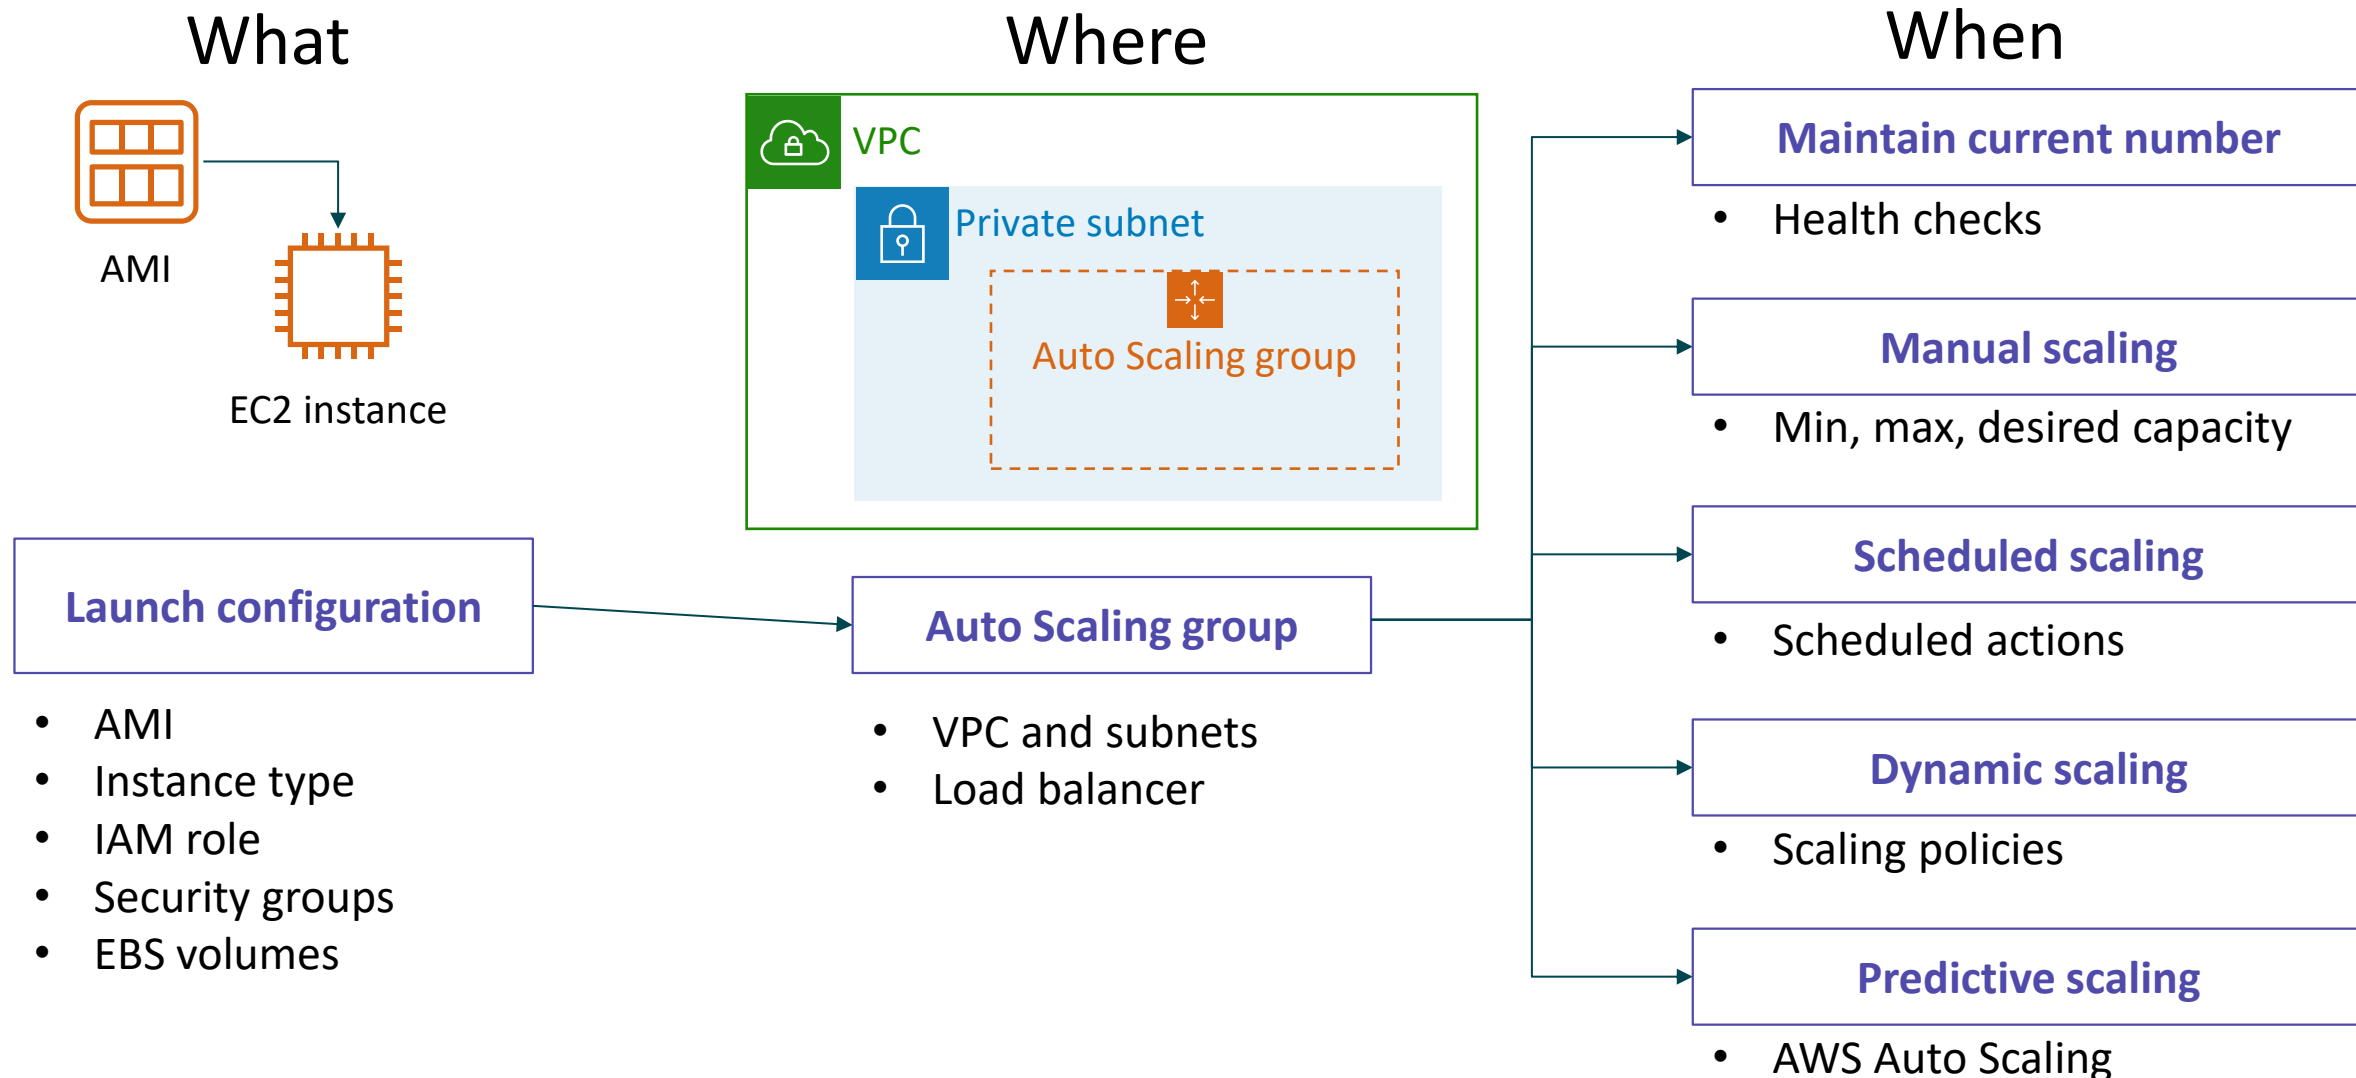 What
AMI
EC2 instance
Launch configuration
• AMI
• Instance type
• IAM role
• Security groups
• EBS volumes
Where
VPC
Private subnet
Auto Scaling group
Auto Scaling group
• VPC and subnets
• Load balancer
When
Maintain current number
• Health checks
Manual scaling
• Min, max, desired capacity
Scheduled scaling
• Scheduled actions
Dynamic scaling
• Scaling policies
Predictive scaling
• AWS Auto Scaling